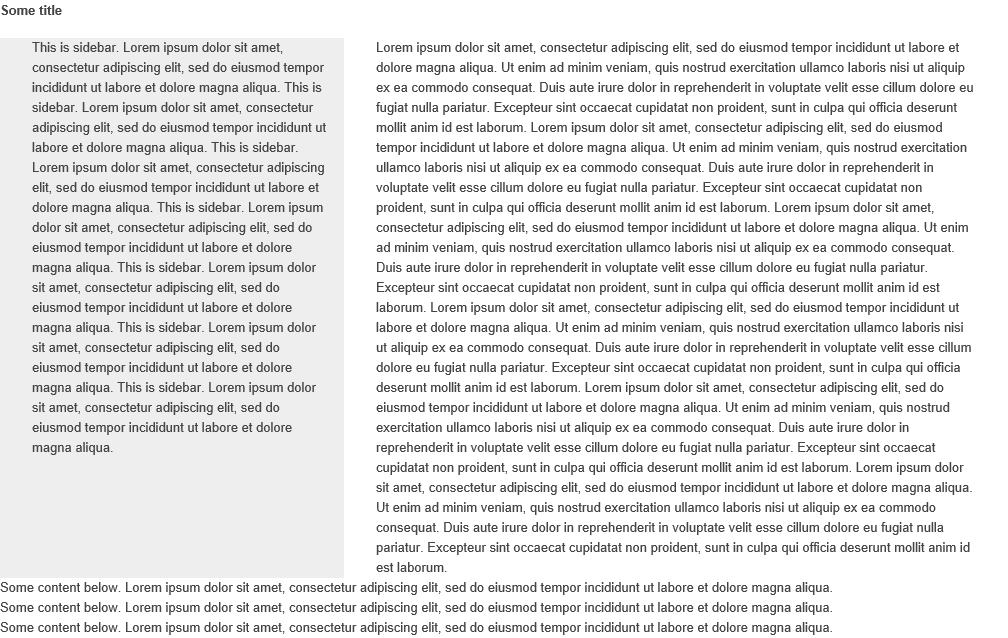 Some title
This is sidebar. Lorem ipsum dolor sit amet,
consectetur adipiscing elit, sed do eiusmod tempor
incididunt ut labore et dolore magna aliqua. This is
sidebar. Lorem ipsum dolor sit amet, consectetur
adipiscing elit, sed do eiusmod tempor incididunt ut
labore et dolore magna aliqua. This is sidebar.
Lorem ipsum dolor sit amet, consectetur adipiscing
elit, sed do eiusmod tempor incididunt ut labore et
dolore magna aliqua. This is sidebar. Lorem ipsum
dolor sit amet, consectetur adipiscing elit, sed do
eiusmod tempor incididunt ut labore et dolore
magna aliqua. This is sidebar. Lorem ipsum dolor
sit amet, consectetur adipiscing elit, sed do
eiusmod tempor incididunt ut labore et dolore
magna aliqua. This is sidebar. Lorem ipsum dolor
sit amet, consectetur adipiscing elit, sed do
eiusmod tempor incididunt ut labore et dolore
magna aliqua. This is sidebar. Lorem ipsum dolor
sit amet, consectetur adipiscing elit, sed do
eiusmod tempor incididunt ut labore et dolore
magna aliqua.
Lorem ipsum dolor sit amet, consectetur adipiscing elit, sed do eiusmod tempor incididunt ut labore et
dolore magna aliqua. Ut enim ad minim veniam, quis nostrud exercitation ullamco laboris nisi ut aliquip
ex ea commodo consequat. Duis aute irure dolor in reprehenderit in voluptate velit esse cillum dolore eu
fugiat nulla pariatur. Excepteur sint occaecat cupidatat non proident, sunt in culpa qui officia deserunt
mollit anim id est laborum. Lorem ipsum dolor sit amet, consectetur adipiscing elit, sed do eiusmod
tempor incididunt ut labore et dolore magna aliqua. Ut enim ad minim veniam, quis nostrud exercitation
ullamco laboris nisi ut aliquip ex ea commodo consequat. Duis aute irure dolor in reprehenderit in
voluptate velit esse cillum dolore eu fugiat nulla pariatur. Excepteur sint occaecat cupidatat non
proident, sunt in culpa qui officia deserunt mollit anim id est laborum. Lorem ipsum dolor sit amet,
consectetur adipiscing elit, sed do eiusmod tempor incididunt ut labore et dolore magna aliqua. Ut enim
ad minim veniam, quis nostrud exercitation ullamco laboris nisi ut aliquip ex ea commodo consequat.
Duis aute irure dolor in reprehenderit in voluptate velit esse cillum dolore eu fugiat nulla pariatur.
Excepteur sint occaecat cupidatat non proident, sunt in culpa qui officia deserunt mollit anim id est
laborum. Lorem ipsum dolor sit amet, consectetur adipiscing elit, sed do eiusmod tempor incididunt ut
labore et dolore magna aliqua. Ut enim ad minim veniam, quis nostrud exercitation ullamco laboris nisi
ut aliquip ex ea commodo consequat. Duis aute irure dolor in reprehenderit in voluptate velit esse cillum
dolore eu fugiat nulla pariatur. Excepteur sint occaecat cupidatat non proident, sunt in culpa qui officia
deserunt mollit anim id est laborum. Lorem ipsum dolor sit amet, consectetur adipiscing elit, sed do
eiusmod tempor incididunt ut labore et dolore magna aliqua. Ut enim ad minim veniam, quis nostrud
exercitation ullamco laboris nisi ut aliquip ex ea commodo consequat. Duis aute irure dolor in
reprehenderit in voluptate velit esse cillum dolore eu fugiat nulla pariatur. Excepteur sint occaecat
cupidatat non proident, sunt in culpa qui officia deserunt mollit anim id est laborum. Lorem ipsum dolor
sit amet, consectetur adipiscing elit, sed do eiusmod tempor incididunt ut labore et dolore magna aliqua.
Ut enim ad minim veniam, quis nostrud exercitation ullamco laboris nisi ut aliquip ex ea commodo
consequat. Duis aute irure dolor in reprehenderit in voluptate velit esse cillum dolore eu fugiat nulla
pariatur. Excepteur sint occaecat cupidatat non proident, sunt in culpa qui officia deserunt mollit anim id
est laborum.
Some content below. Lorem ipsum dolor sit amet, consectetur adipiscing elit, sed do eiusmod tempor incididunt ut labore et dolore magna aliqua.
Some content below. Lorem ipsum dolor sit amet, consectetur adipiscing elit, sed do eiusmod tempor incididunt ut labore et dolore magna aliqua.
Some content below. Lorem ipsum dolor sit amet, consectetur adipiscing elit, sed do eiusmod tempor incididunt ut labore et dolore magna aliqua.